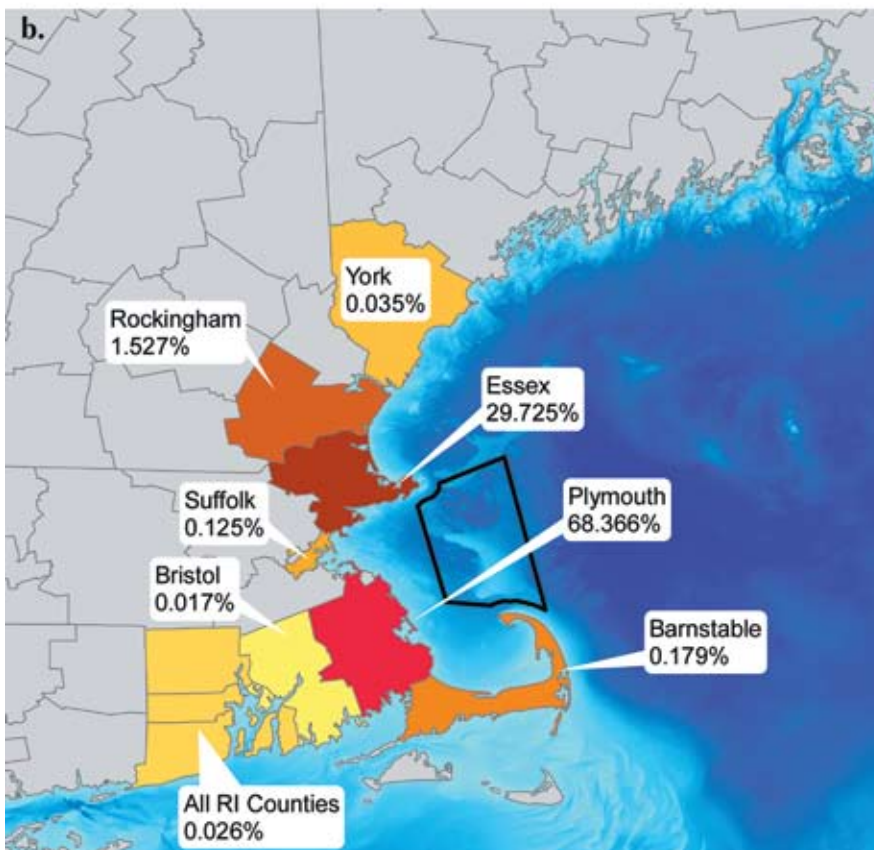 b.
York
0.035%
Rockingham
1.527%
Essex
29.725%
Suffolk
0.125%
Plymouth
68.366%
Bristol
0.017%
Barnstable
0.179%
All RI Counties
0.026%